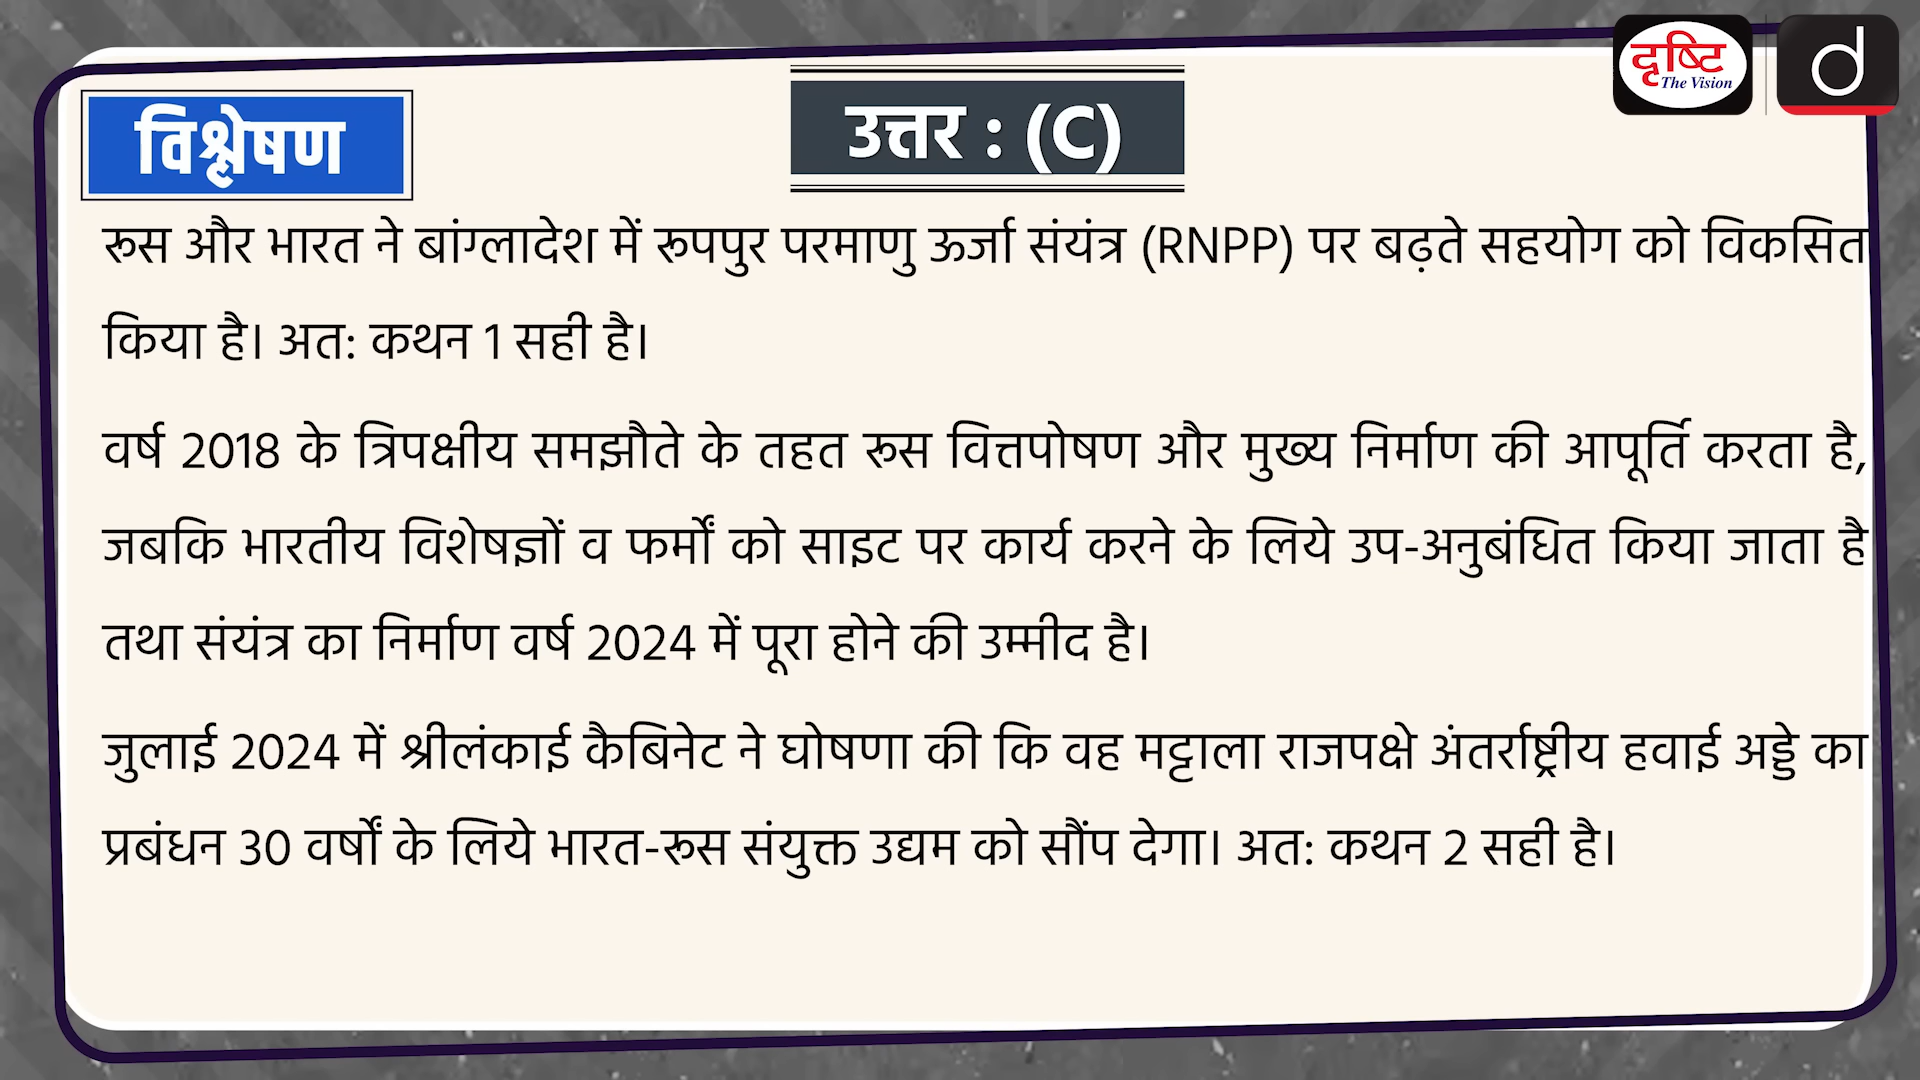 दृष्टि
The Vision
d
विश्लेषण
उत्तर : (C)
रूस और भारत ने बांग्लादेश में रूपपुर परमाणु ऊर्जा संयंत्र (RNPP) पर बढ़ते सहयोग को विकसित
किया है। अत: कथन 1 सही है।
वर्ष 2018 के त्रिपक्षीय समझौते के तहत रूस वित्तपोषण और मुख्य निर्माण की आपूर्ति करता है,
जबकि भारतीय विशेषज्ञों व फर्मों को साइट पर कार्य करने के लिये उप-अनुबंधित किया जाता है
तथा संयंत्र का निर्माण वर्ष 2024 में पूरा होने की उम्मीद है।
जुलाई 2024 में श्रीलंकाई कैबिनेट ने घोषणा की कि वह मट्टाला राजपक्षे अंतर्राष्ट्रीय हवाई अड्डे का
प्रबंधन 30 वर्षों के लिये भारत-रूस संयुक्त उद्यम को सौंप देगा। अत: कथन 2 सही है।